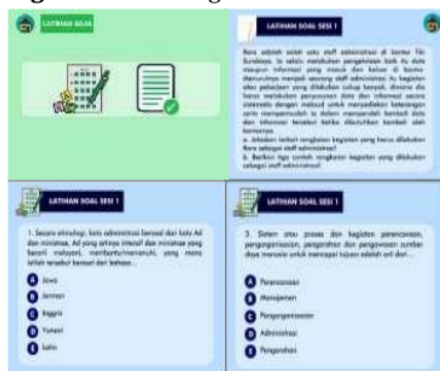 LATIHAN SOAL
LATIHAN SOAL SESI 1
Rara adalah salah satu staff administrasi di kantor Tiki
Surabaya. Ia selalu melakukan pengelolaan baik itu data
maupun informasi yang masuk dan keluar di kantor.
Menurutnya menjadi seorang staff administrasi itu kegiatan
atau pekerjaan yang dilakukan cukup banyak, dimana dia
harus melakukan penyusunan data dan informasi secara
sistematis dengan maksud untuk menyediakan keterangan
serta mempermudah ia dalam memperoleh kembali data
dan informasi tersebut ketika dibutuhkan kembali oleh
kantornya.
a. Jelaskan terkait rangkaian kegiatan yang harus dilakukan
Rara sebagai staff administrasi!
b. Berikan tiga contoh rangkaian kegiatan yang dilakukan
sebagai staff administrasi!
LATIHAN SOAL SESI 1
1. Secara etimologi, kata administrasi berasal dari kata Ad
dan ministrae, Ad yang artinya intensif dan ministrae yang
berarti melayani, membantu/memenuhi, yang mana
istilah tersebut berasal dari bahasa...
A Jawa
B Jerman
C Inggris
D Yunani
E Latin
LATIHAN SOAL SESI 1
3. Sistem atau proses dan kegiatan perencanaan,
pengorganisasian, pengarahan dan pengawasan sumber
daya manusia untuk mencapai tujuan adalah arti dari...
A Perencanaan
B Manajemen
C Pengorganisasian
D Administrasi
E Pengarahan